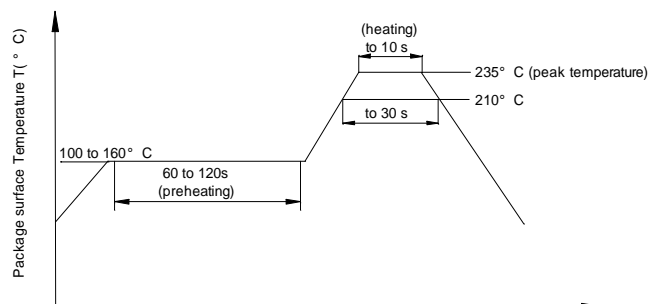 (heating)
to 10 s
235° C (peak temperature)
210° C
to 30 s
100 to 160° C
60 to 120s
(preheating)
Package surface Temperature T( ° C)